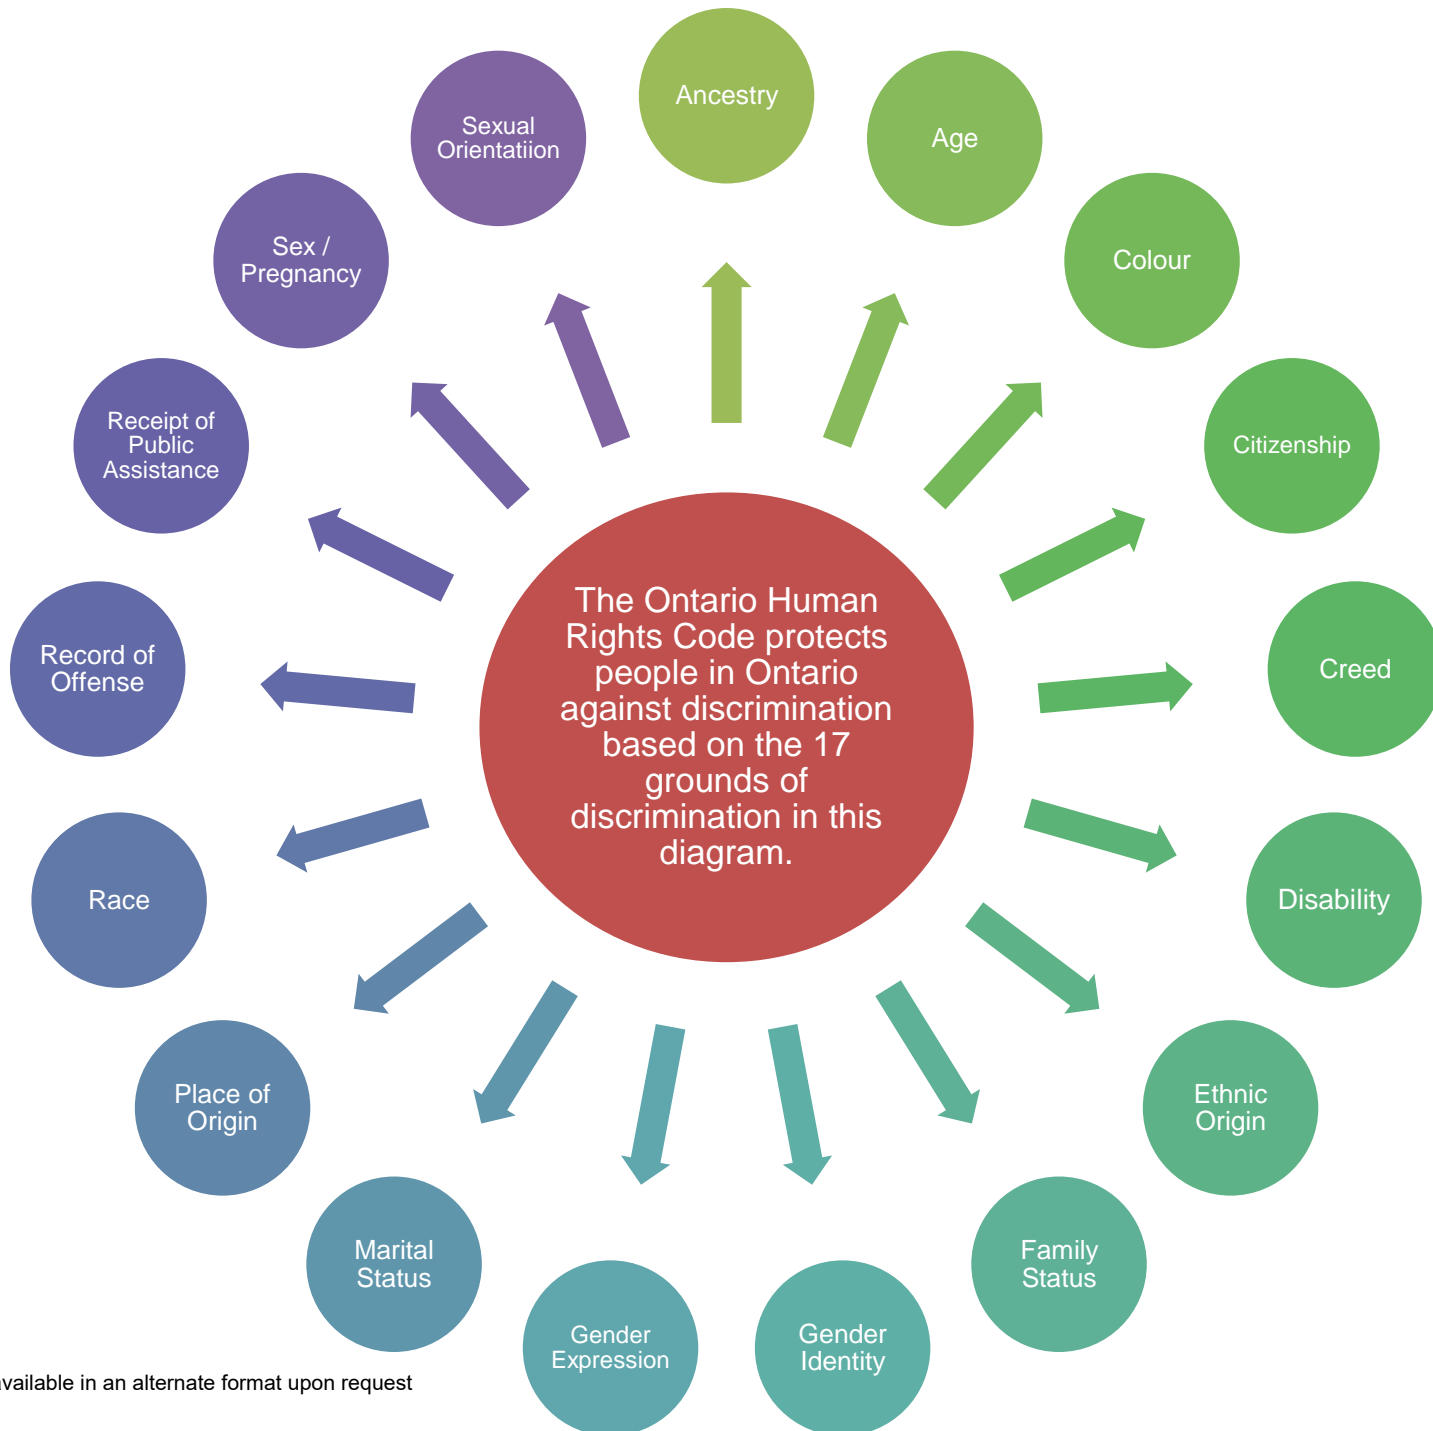 Ancestry
Age
Colour
Citizenship
Creed
Disability
Ethnic
Origin
Family
Status
Gender
Identity
Gender
Expression
Marital
Status
Place of
Origin
Race
Record of
Offense
Receipt of
Public
Assistance
Sex /
Pregnancy
Sexual
Orientatiion
The Ontario Human
Rights Code protects
people in Ontario
against discrimination
based on the 17
grounds of
discrimination in this
diagram.
available in an alternate format upon request